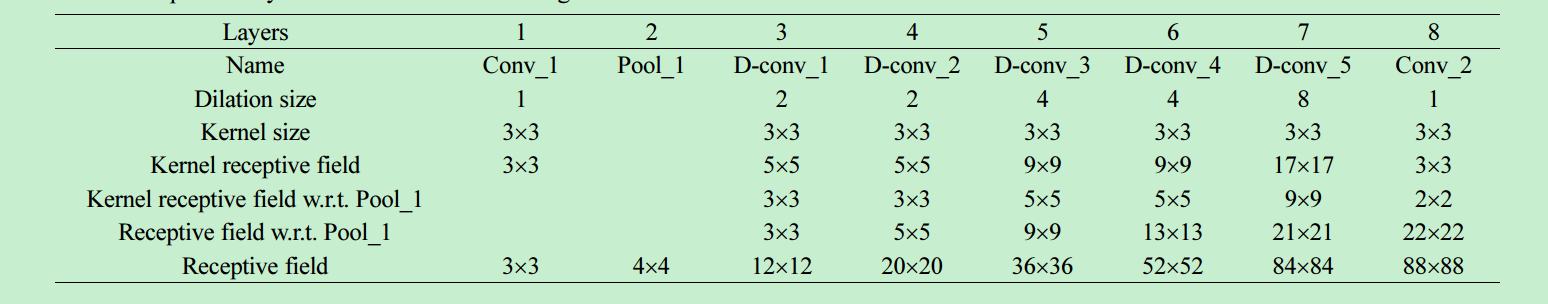 Layers 1 2 3 4 5 6 7 8
Name Conv_1 Pool_1 D-conv_1 D-conv_2 D-conv_3 D-conv_4 D-conv_5 Conv_2
Dilation size 1 2 2 4 4 8 1
Kernel size 3×3 3×3 3×3 3×3 3×3 3×3 3×3
Kernel receptive field 3×3 5×5 5×5 9×9 9×9 17×17 3×3
Kernel receptive field w.r.t. Pool_1 3×3 3×3 5×5 5×5 9×9 2×2
Receptive field w.r.t. Pool_1 3×3 5×5 9×9 13×13 21×21 22×22
Receptive field 3×3 4×4 12×12 20×20 36×36 52×52 84×84 88×88